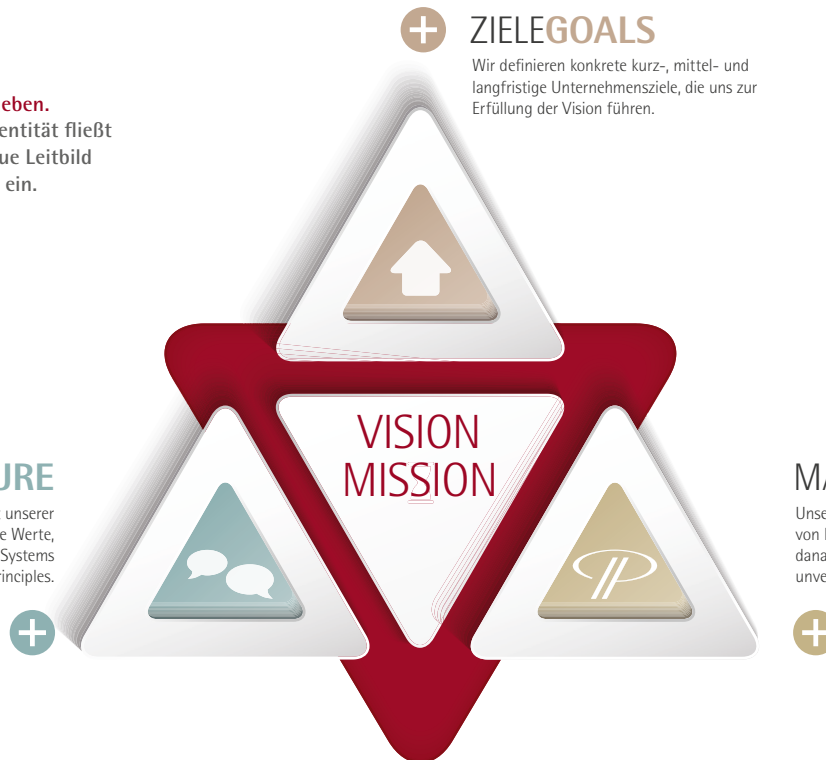 ZIELEGOALS
Wir definieren konkrete kurz-, mittel- und
langfristige Unternehmensziele, die uns zur
Erfüllung der Vision führen.
eben.
entität fließt
ue Leitbild
ein.
VISION
MISSION
URE
unserer
e Werte,
Systems
rinciples.
MA
Unse
von
dana
unve